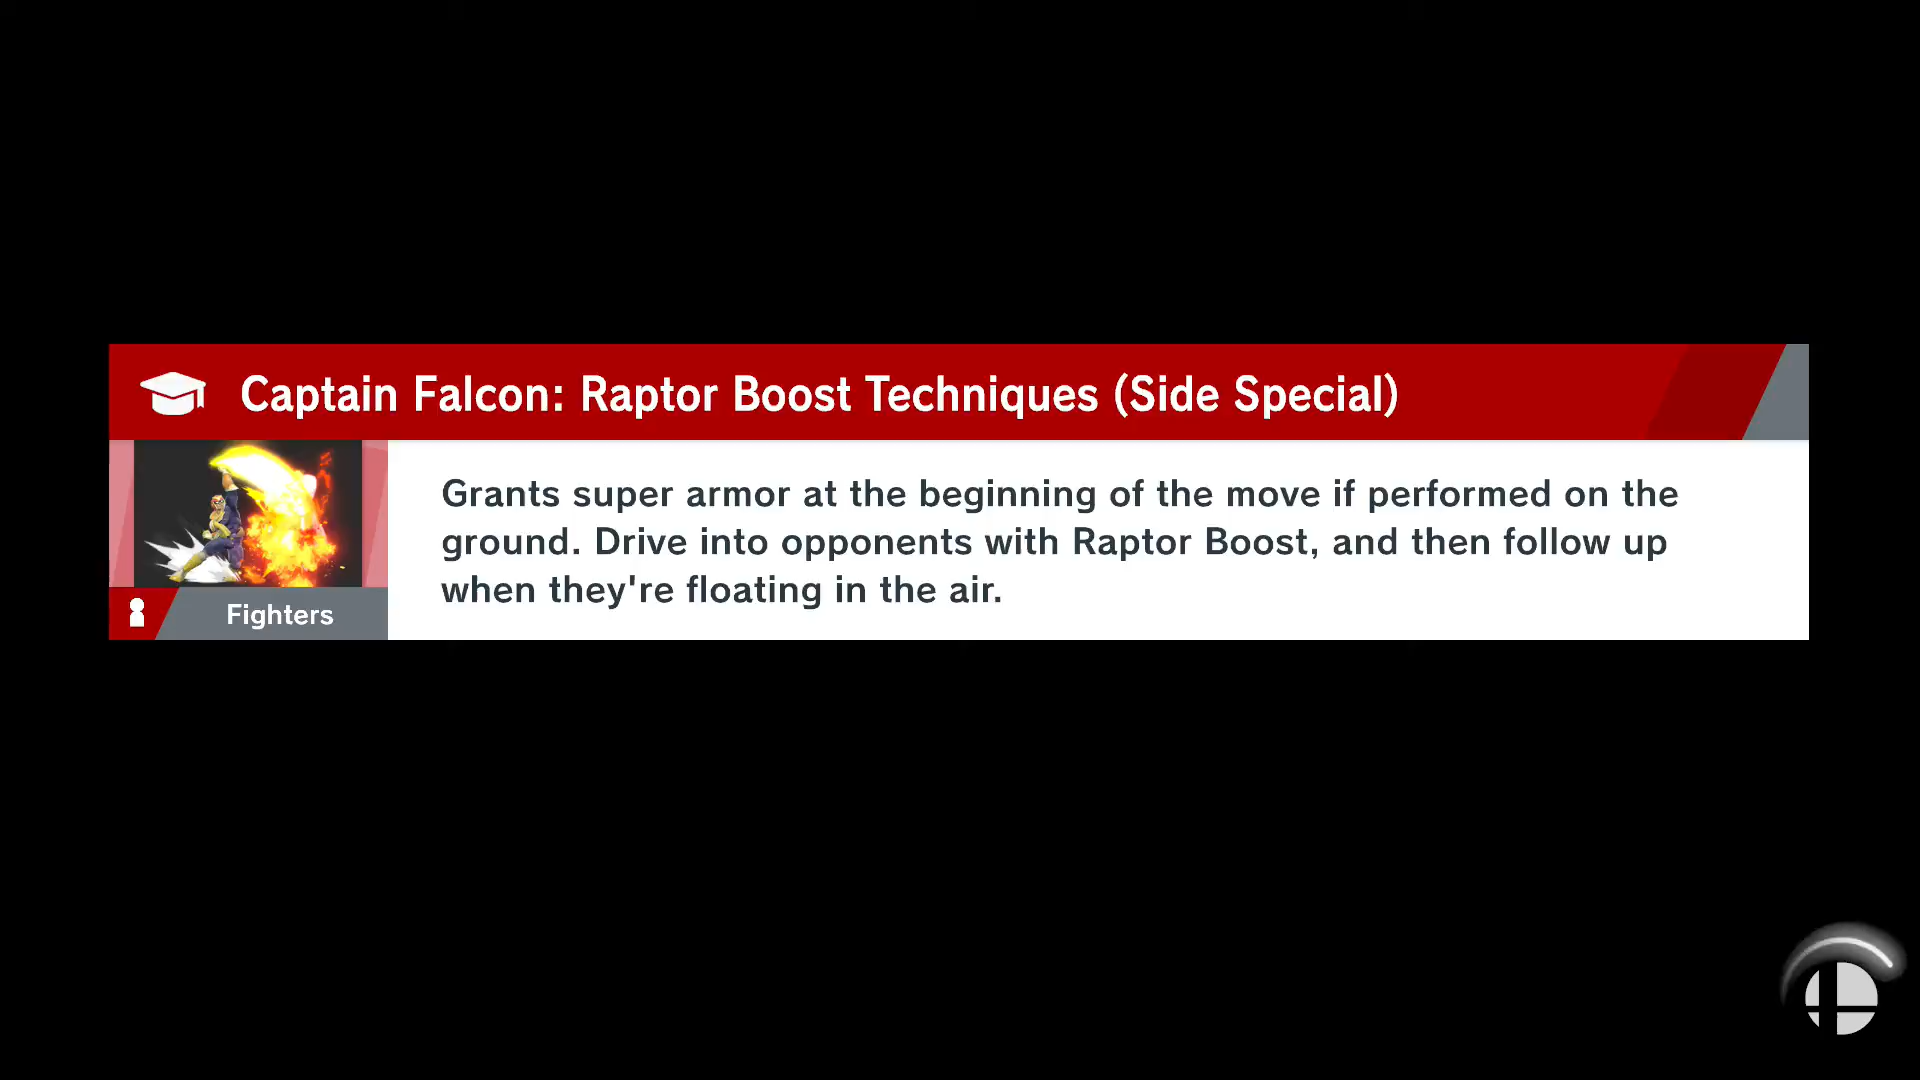 Captain Falcon: Raptor Boost Techniques (Side Special)
Grants super armor at the beginning of the move if performed on the
ground. Drive into opponents with Raptor Boost, and then follow up
when they're floating in the air.
Fighters